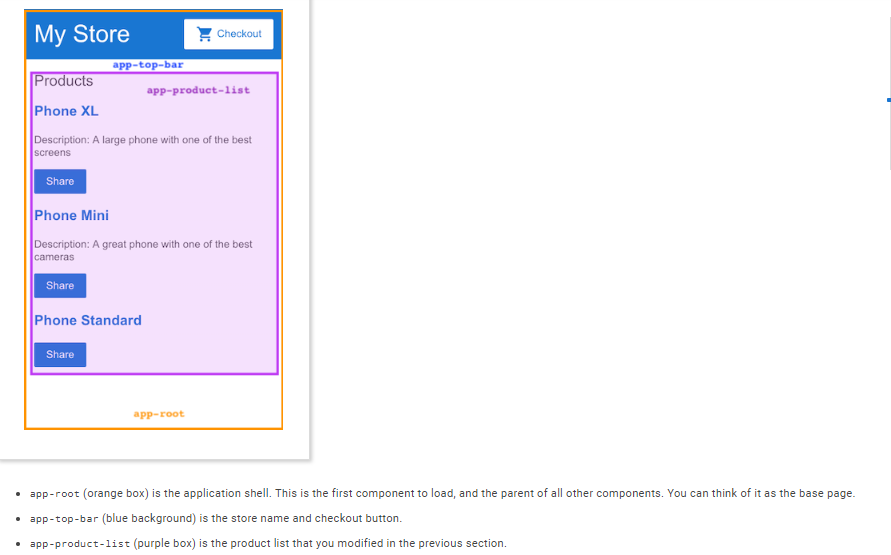 My Store
Checkout
app-top-bar
Products
app-product-list
Phone XL
Description: A large phone with one of the best
screens
Share
Phone Mini
Description: A great phone with one of the best
cameras
Share
Phone Standard
Share
app-root
• app-root (orange box) is the application shell. This is the first component to load, and the parent of all other components. You can think of it as the base page.
• app-top-bar (blue background) is the store name and checkout button.
• app-product-list (purple box) is the product list that you modified in the previous section.